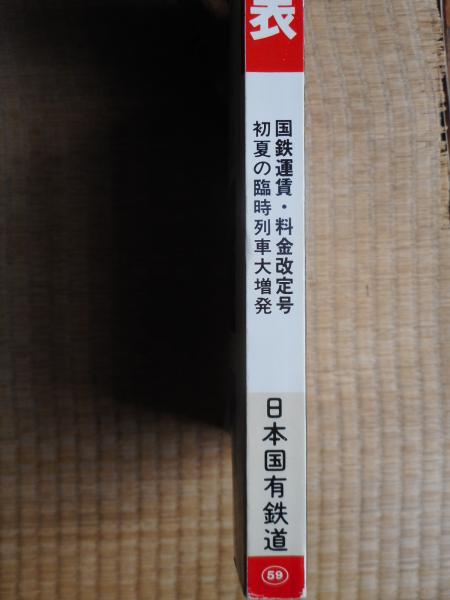 表
国鉄運賃・料金改定号
初夏の臨時列車大増発
日本国有鉄道
59